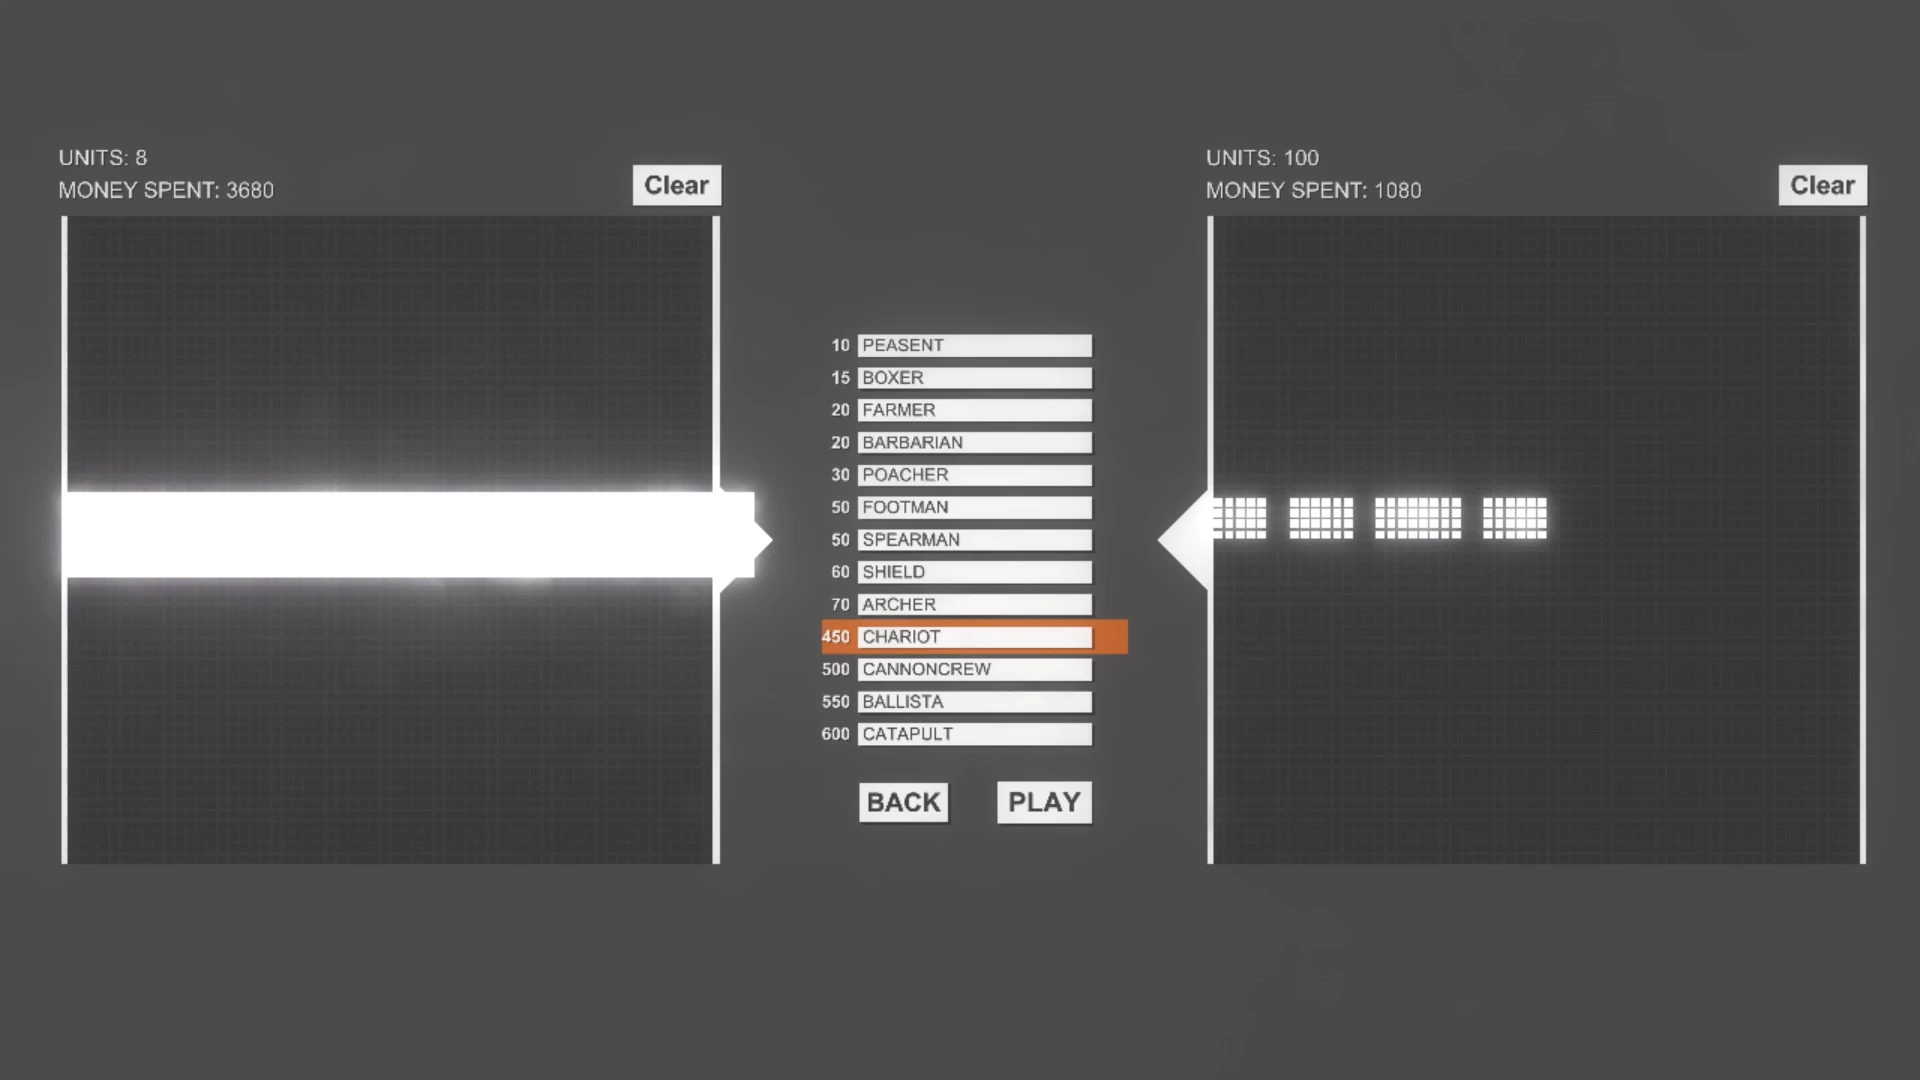 UNITS: 8
MONEY SPENT: 3680
Clear
UNITS: 100
MONEY SPENT: 1080
Clear
10 PEASENT
15 BOXER
20 FARMER
20 BARBARIAN
30 POACHER
50 FOOTMAN
50 SPEARMAN
60 SHIELD
70 ARCHER
450 CHARIOT
500 CANNONCREW
550 BALLISTA
600 CATAPULT
BACK PLAY